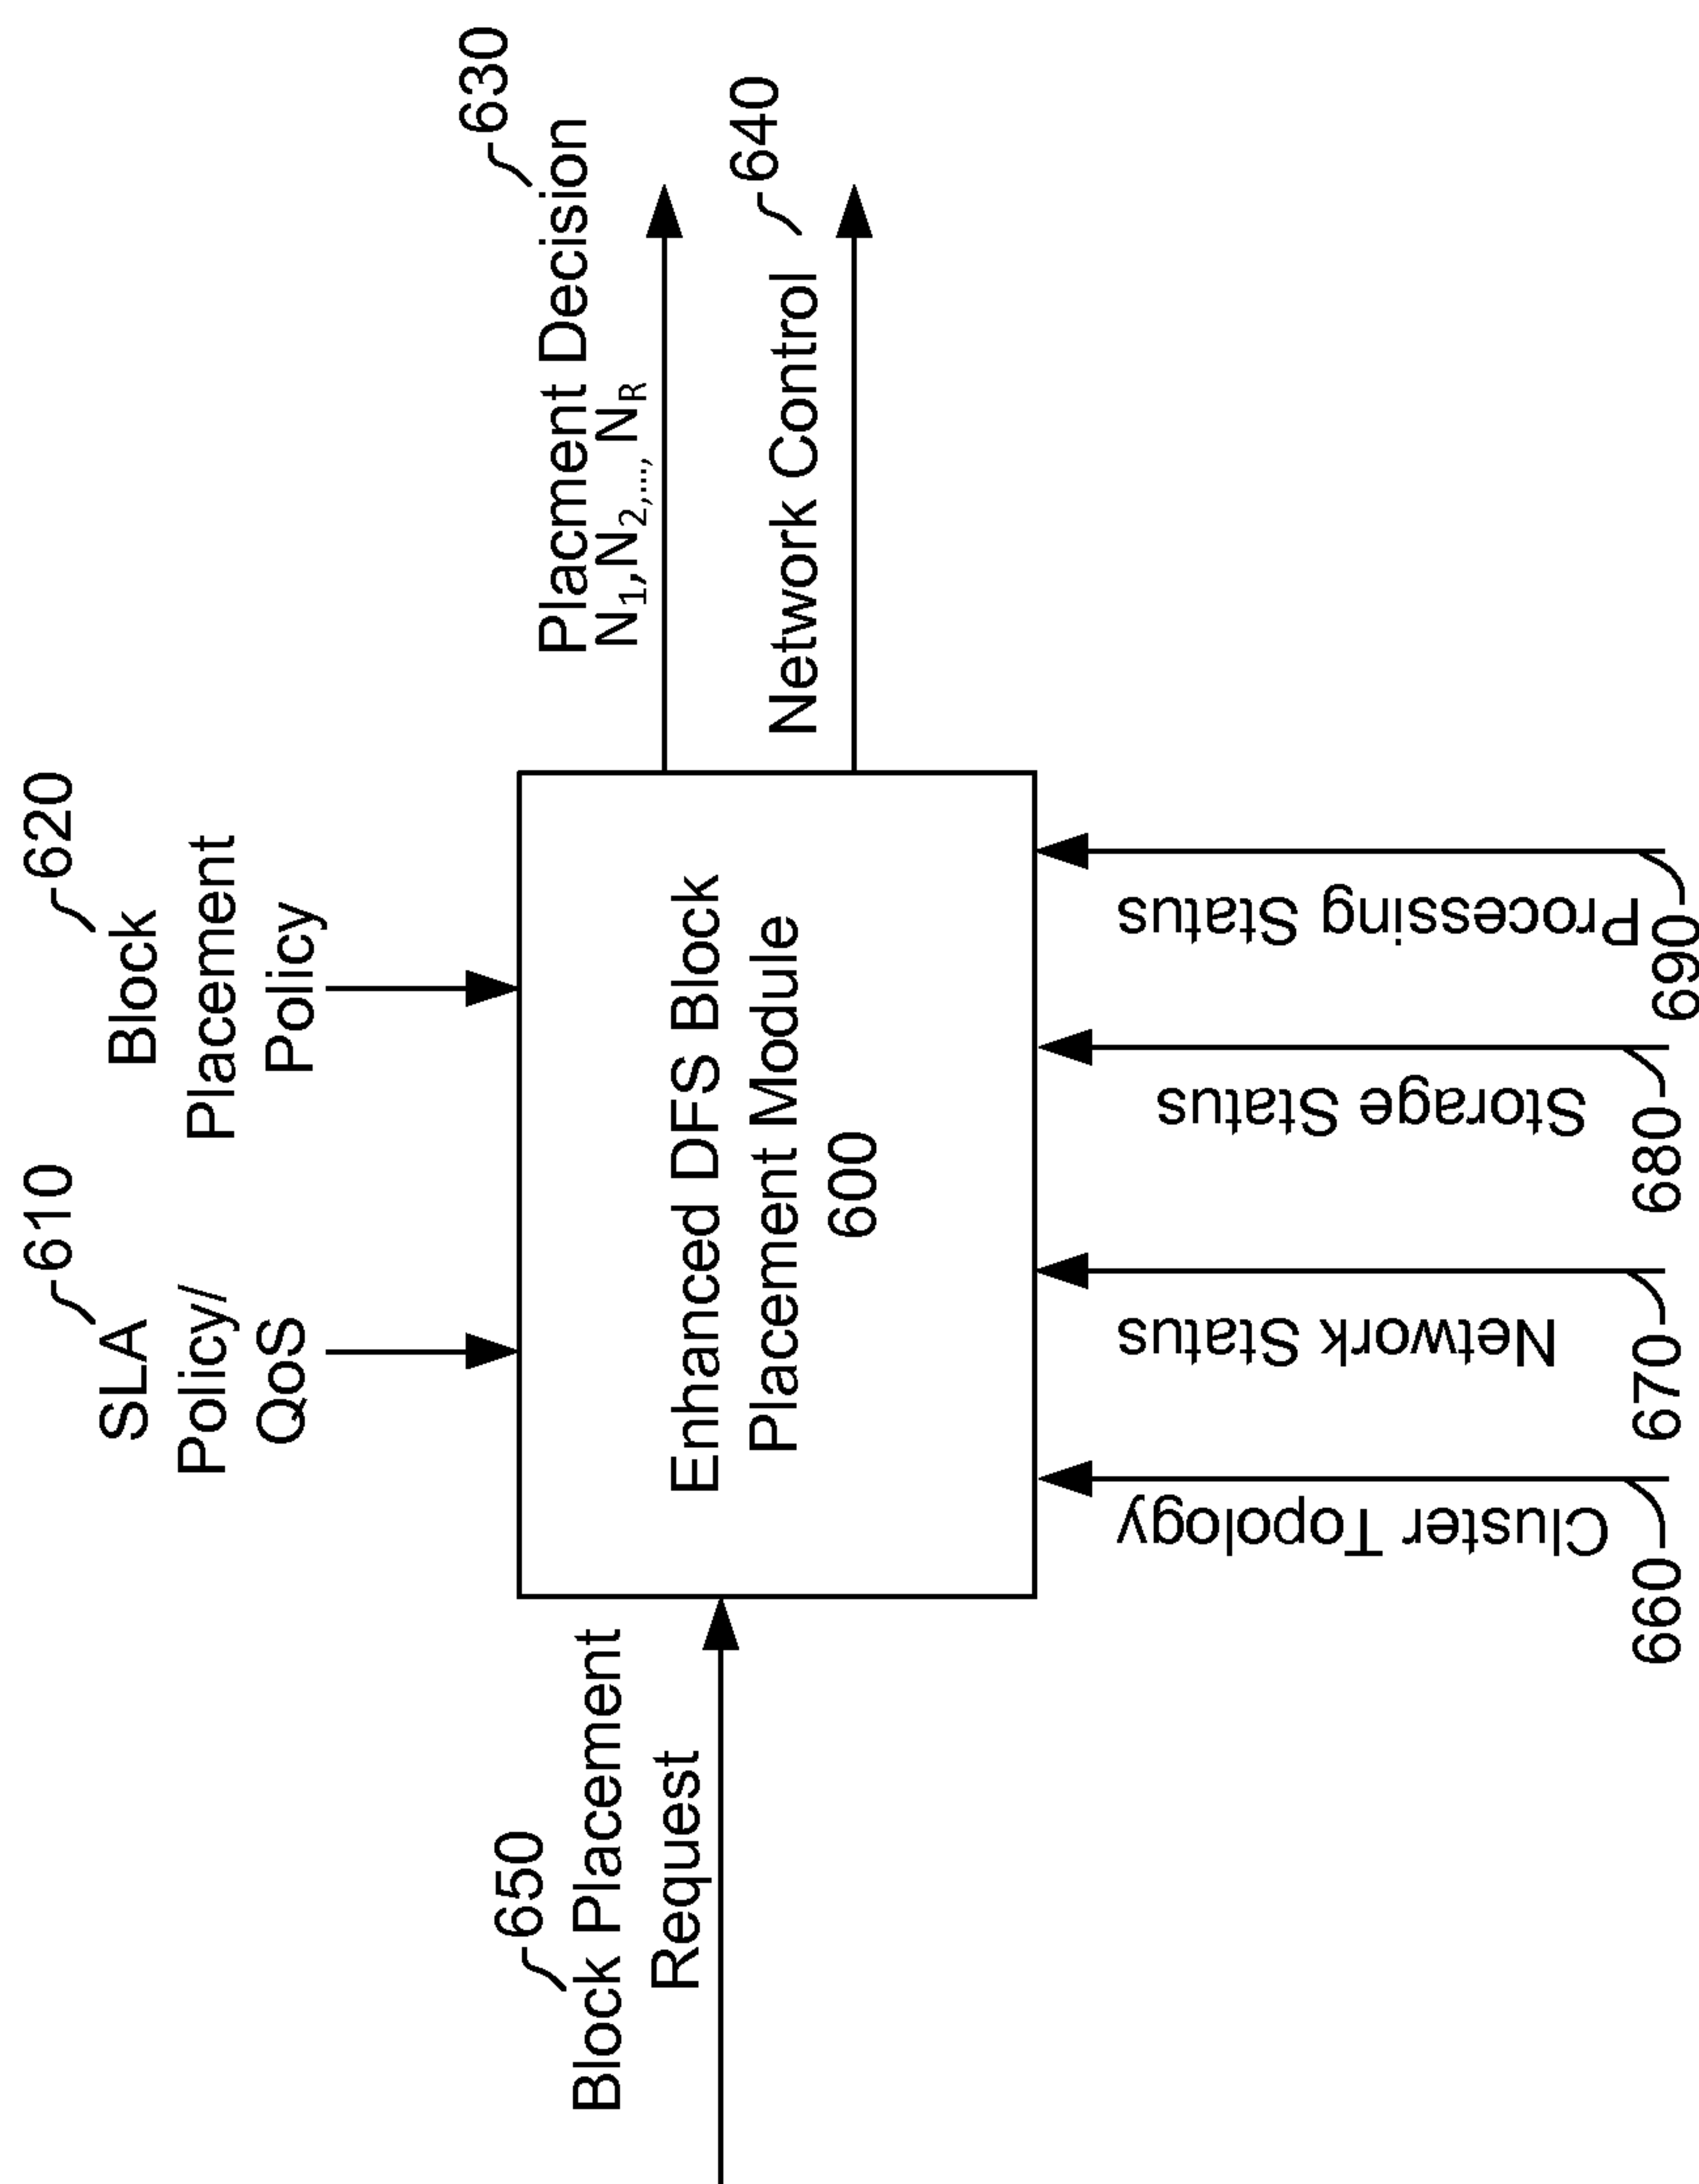 610
SLA
Policy/
QoS
620
Block
Placement
Policy
650
Block Placement
Request
Enhanced DFS Block
Placement Module
600
630
Placment Decision
N₁,N₂,..., Nᴿ
Network Control
640
Cluster Topology
660
Network Status
670
Storage Status
680
Processing Status
690